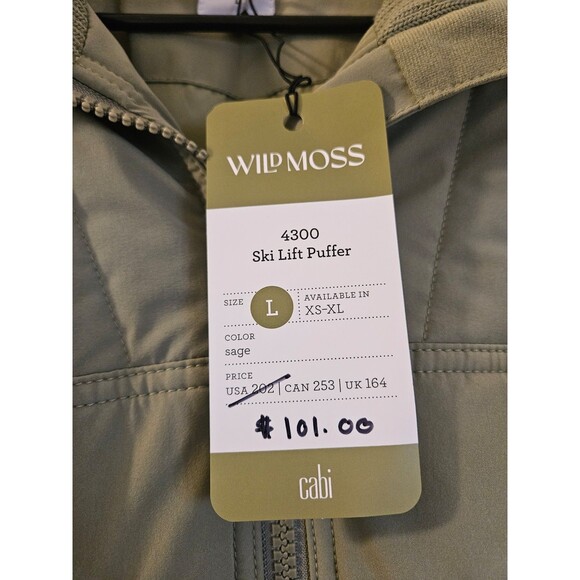 WILD MOSS
4300
Ski Lift Puffer
SIZE
L
AVAILABLE IN
XS-XL
COLOR
sage
PRICE
USA 202 | CAN 253 | UK 164
$101.00
cabi